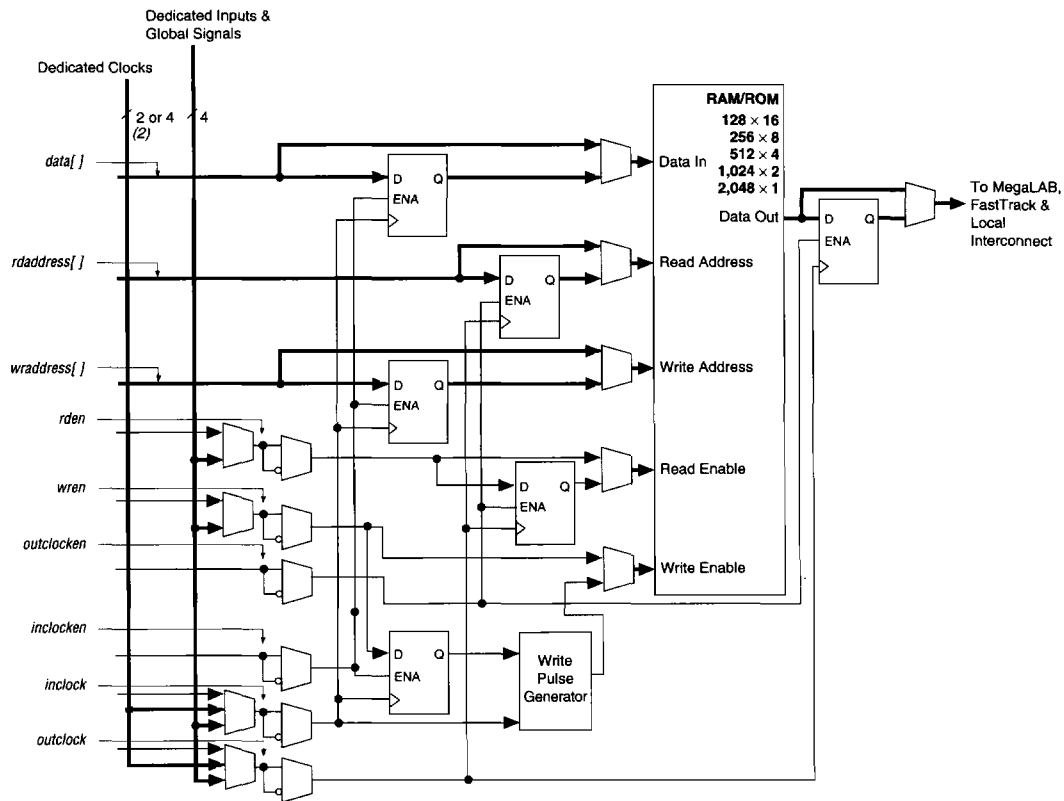 Dedicated Inputs &
Global Signals
Dedicated Clocks
2 or 4
4
(2)
data[ ]
rdaddress[ ]
wraddress[ ]
rden
wren
outclocken
inclocken
inclock
outclock
D Q
ENA
D Q
ENA
D Q
ENA
D Q
ENA
D Q
ENA
Write
Pulse
Generator
RAM/ROM
128 × 16
256 × 8
512 × 4
1,024 × 2
2,048 × 1
Data In
Data Out
Read Address
Write Address
Read Enable
Write Enable
D Q
ENA
To MegaLAB,
FastTrack &
Local
Interconnect